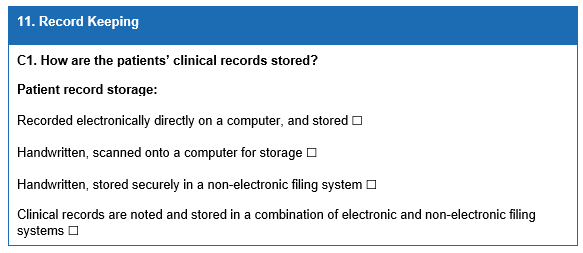 11. Record Keeping
C1. How are the patients’ clinical records stored?
Patient record storage:
Recorded electronically directly on a computer, and stored ☐
Handwritten, scanned onto a computer for storage ☐
Handwritten, stored securely in a non-electronic filing system ☐
Clinical records are noted and stored in a combination of electronic and non-electronic filing
systems ☐